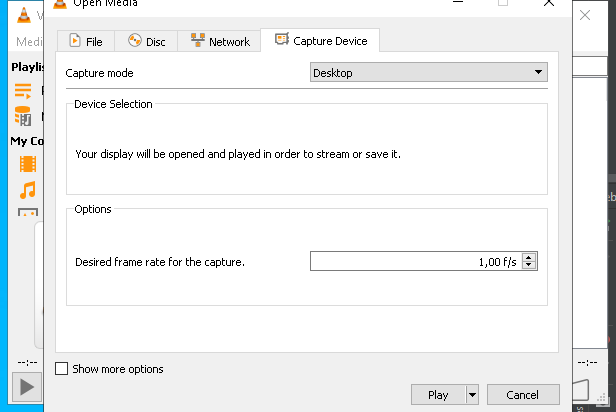 Open Media
File
Disc
Network
Capture Device
Medi
Capture mode
Desktop
Playlis
Device Selection
My Co
Your display will be opened and played in order to stream or save it.
Options
Desired frame rate for the capture.
1,00 f/s
--:--
--:--
Show more options
Play
Cancel